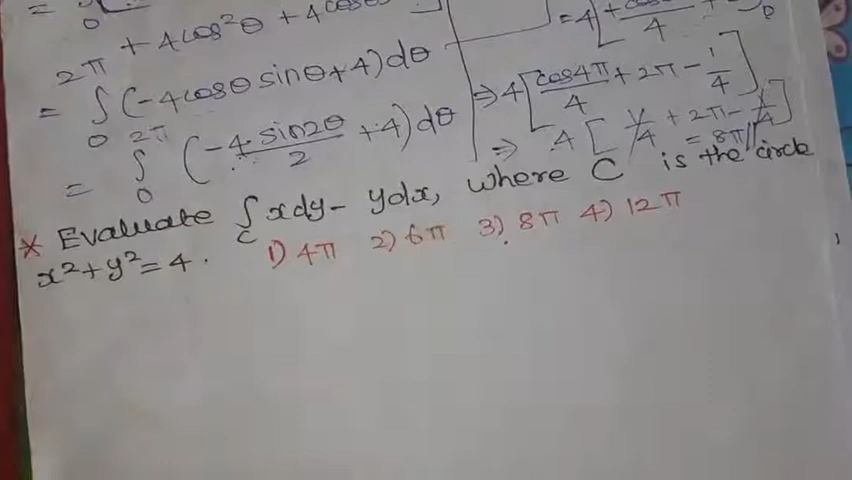 = 0
2π + 4cos²θ + 4cosθ
= ∫ (-4cosθ sinθ+4)dθ
0
2π
= ∫ (-4 sin2θ/2 + 4)dθ
0
= 4[ 4
⇒ 4[cos4π/4 + 2π - 1/4]
⇒ 4[1/4 + 2π - 1/4]
= 8π//
* Evaluate ∫c xdy - ydx, where C is the circle
x²+y²=4. 1) 4π 2) 6π 3) 8π 4) 12π